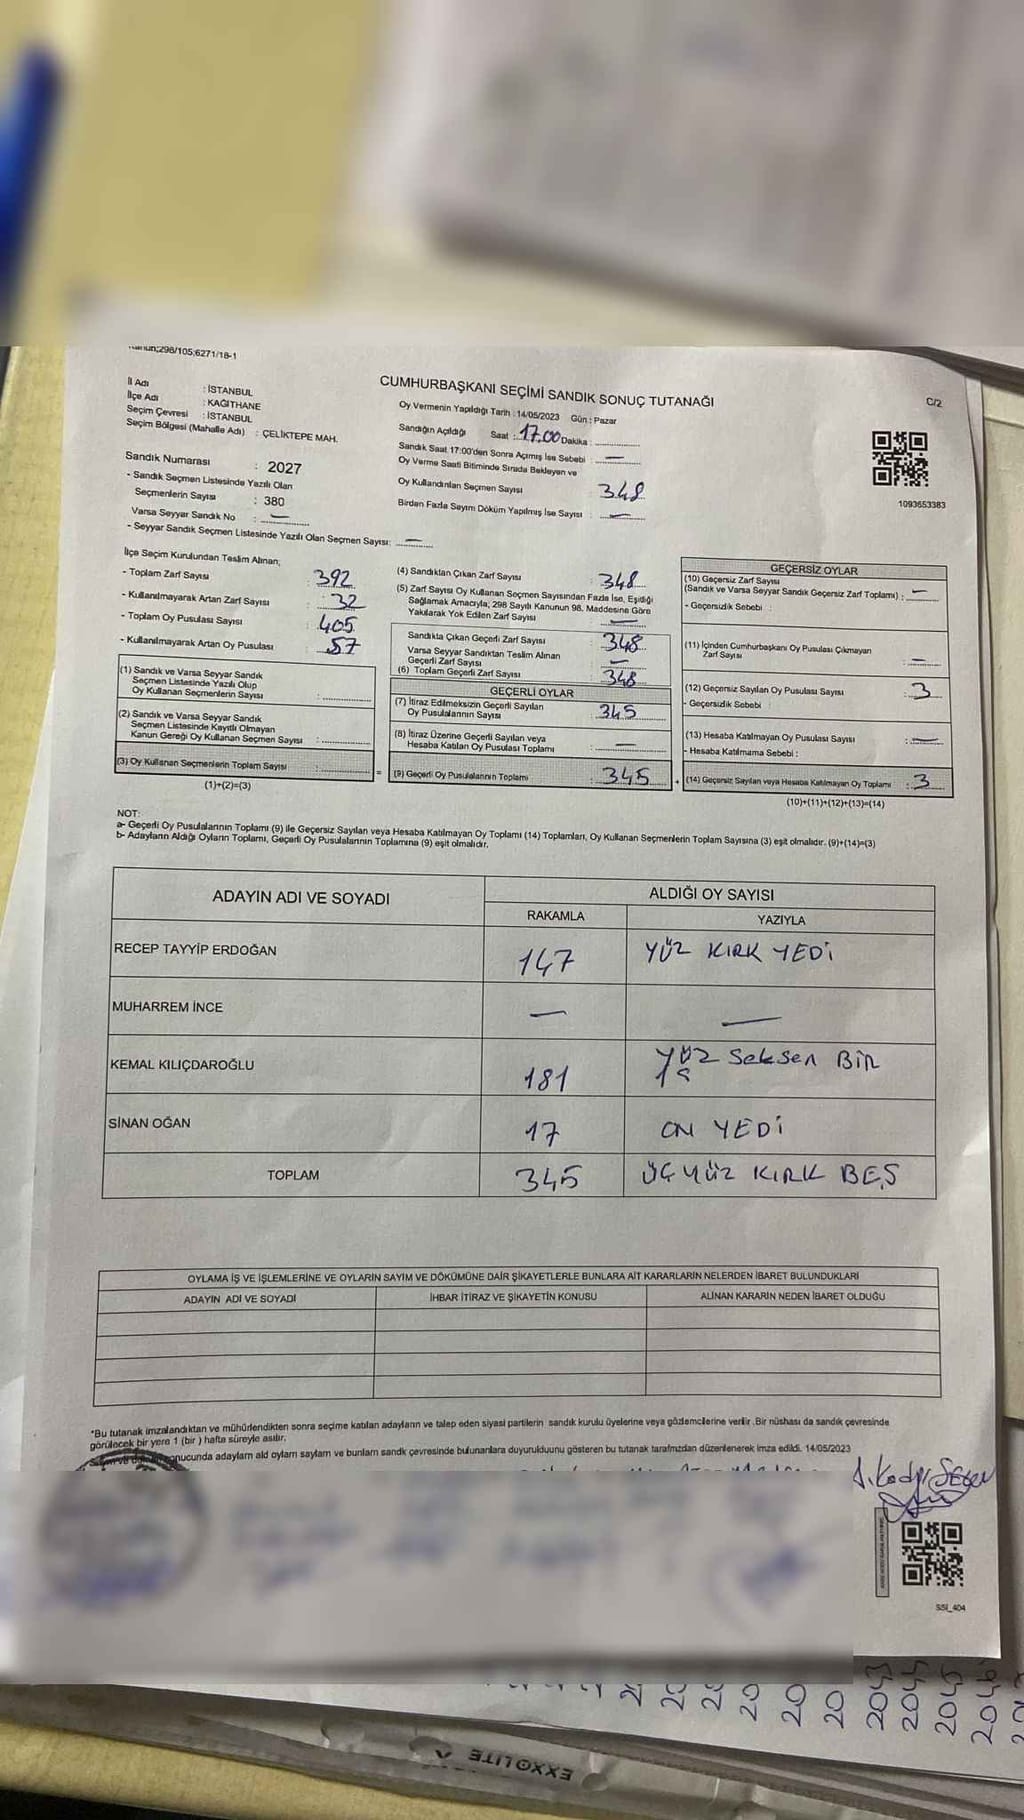 298/105;6271/18-1
CUMHURBAŞKANI SEÇİMİ SANDIK SONUÇ TUTANAĞI
C/2
İl Adı : İSTANBUL
İlçe Adı : KAĞITHANE
Seçim Çevresi : İSTANBUL
Seçim Bölgesi (Mahalle Adı) : ÇELİKTEPE MAH.
Sandık Numarası : 2027
- Sandık Seçmen Listesinde Yazılı Olan
Seçmenlerin Sayısı : 380
Varsa Seyyar Sandık No : —
- Seyyar Sandık Seçmen Listesinde Yazılı Olan Seçmen Sayısı: —
Oy Vermenin Yapıldığı Tarih : 14/05/2023 Gün : Pazar
Sandığın Açıldığı Saat : 17.00 Dakika :
Sandık Saat 17:00'den Sonra Açımış İse Sebebi : —
Oy Verme Saati Bitiminde Sırada Bekleyen ve
Oy Kullandırılan Seçmen Sayısı : 348
Birden Fazla Sayım Döküm Yapılmış İse Sayısı : —
1093653383
İlçe Seçim Kurulundan Teslim Alınan;
- Toplam Zarf Sayısı : 392
- Kullanılmayarak Artan Zarf Sayısı : 32
- Toplam Oy Pusulası Sayısı : 405
- Kullanılmayarak Artan Oy Pusulası : 57
(1) Sandık ve Varsa Seyyar Sandık
Seçmen Listesinde Yazılı Olup
Oy Kullanan Seçmenlerin Sayısı :
(2) Sandık ve Varsa Seyyar Sandık
Seçmen Listesinde Kayıtlı Olmayan
Kanun Gereği Oy Kullanan Seçmen Sayısı :
(3) Oy Kullanan Seçmenlerin Toplam Sayısı :
(1)+(2)=(3)
=
(4) Sandıktan Çıkan Zarf Sayısı : 348
(5) Zarf Sayısı Oy Kullanan Seçmen Sayısından Fazla İse, Eşitliği
Sağlamak Amacıyla; 298 Sayılı Kanunun 98. Maddesine Göre
Yakılarak Yok Edilen Zarf Sayısı : —
Sandıkta Çıkan Geçerli Zarf Sayısı : 348
Varsa Seyyar Sandıktan Teslim Alınan
Geçerli Zarf Sayısı : —
(6) Toplam Geçerli Zarf Sayısı : 348
GEÇERLİ OYLAR
(7) İtiraz Edilmeksizin Geçerli Sayılan
Oy Pusulalarının Sayısı : 345
(8) İtiraz Üzerine Geçerli Sayılan veya
Hesaba Katılan Oy Pusulası Toplamı : —
(9) Geçerli Oy Pusulalarının Toplamı : 345
+
GEÇERSİZ OYLAR
(10) Geçersiz Zarf Sayısı
(Sandık ve Varsa Seyyar Sandık Geçersiz Zarf Toplamı) : —
- Geçersizlik Sebebi :
(11) İçinden Cumhurbaşkanı Oy Pusulası Çıkmayan
Zarf Sayısı : —
(12) Geçersiz Sayılan Oy Pusulası Sayısı : 3
- Geçersizlik Sebebi :
(13) Hesaba Katılmayan Oy Pusulası Sayısı : —
- Hesaba Katılmama Sebebi :
(14) Geçersiz Sayılan veya Hesaba Katılmayan Oy Toplamı : 3
(10)+(11)+(12)+(13)=(14)
NOT:
a- Geçerli Oy Pusulalarının Toplamı (9) ile Geçersiz Sayılan veya Hesaba Katılmayan Oy Toplamı (14) Toplamları, Oy Kullanan Seçmenlerin Toplam Sayısına (3) eşit olmalıdır. (9)+(14)=(3)
b- Adayların Aldığı Oyların Toplamı, Geçerli Oy Pusulalarının Toplamına (9) eşit olmalıdır.
ADAYIN ADI VE SOYADI ALDIĞI OY SAYISI
RAKAMLA YAZIYLA
RECEP TAYYİP ERDOĞAN 147 YÜZ KIRK YEDİ
MUHARREM İNCE — —
KEMAL KILIÇDAROĞLU 181 YÜZ SekSen BİR
SİNAN OĞAN 17 ON YEDİ
TOPLAM 345 ÜÇYÜZ KIRK BEŞ
OYLAMA İŞ VE İŞLEMLERİNE VE OYLARIN SAYIM VE DÖKÜMÜNE DAİR ŞİKAYETLERLE BUNLARA AİT KARARLARIN NELERDEN İBARET BULUNDUKLARI
ADAYIN ADI VE SOYADI İHBAR İTİRAZ VE ŞİKAYETİN KONUSU ALINAN KARARIN NEDEN İBARET OLDUĞU
*Bu tutanak imzalandıktan ve mühürlendikten sonra seçime katılan adayların ve talep eden siyasi partilerin sandık kurulu üyelerine veya gözlemcilerine verilir .Bir nüshası da sandık çevresinde
görülecek bir yere 1 (bir ) hafta süreyle asılır.
sonucunda adayların aldı oyların sayların ve bunların sandık çevresinde bulunanlara duyurulduunu gösteren bu tutanak tarafımzdan düzenlenerek imza edildi. 14/05/2023
SSİ_404
2043
2044
2045
2046
EXXOLITE